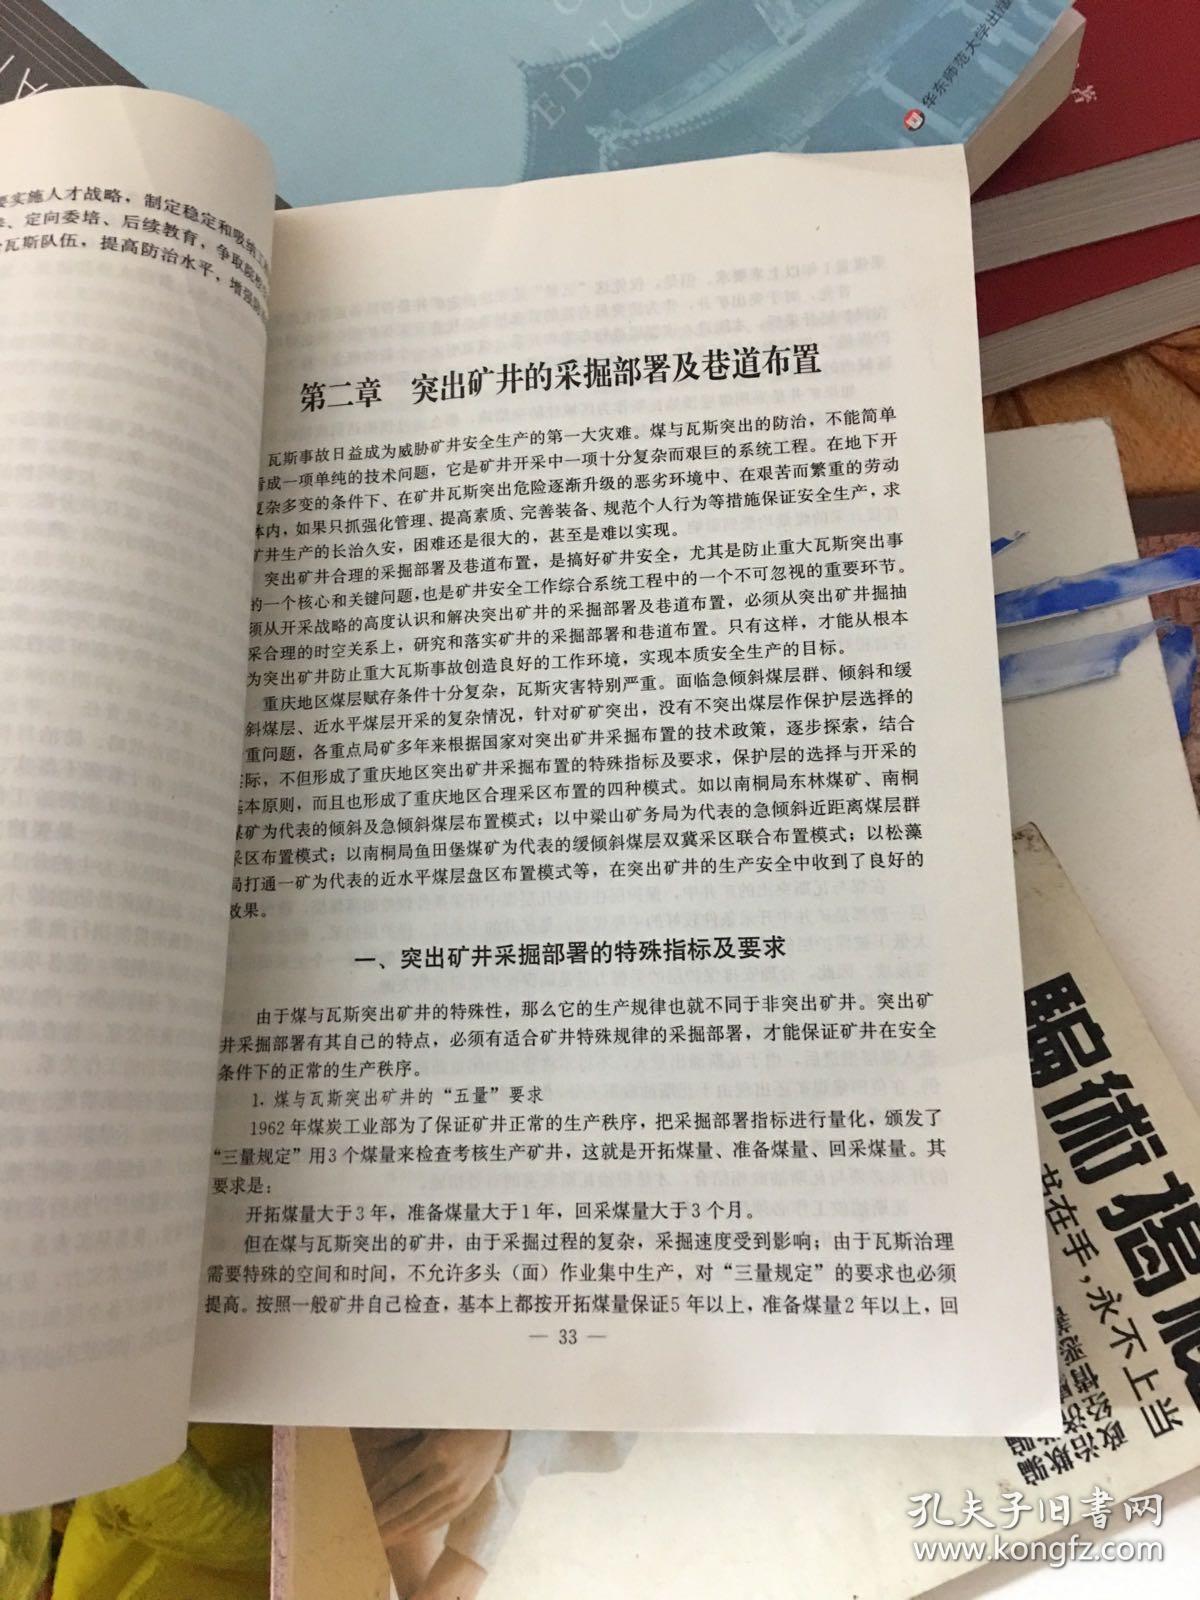 EDUC
华东师范大学出版
著
要实施人才战略，制定稳定和吸纳工
、定向委培、后续教育，争取院校
瓦斯队伍，提高防治水平，增强防
第二章 突出矿井的采掘部署及巷道布置
瓦斯事故日益成为威胁矿井安全生产的第一大灾难。煤与瓦斯突出的防治，不能简单
看成一项单纯的技术问题，它是矿井开采中一项十分复杂而艰巨的系统工程。在地下开
复杂多变的条件下、在矿井瓦斯突出危险逐渐升级的恶劣环境中、在艰苦而繁重的劳动
体内，如果只抓强化管理、提高素质、完善装备、规范个人行为等措施保证安全生产，求
矿井生产的长治久安，困难还是很大的，甚至是难以实现。
突出矿井合理的采掘部署及巷道布置，是搞好矿井安全，尤其是防止重大瓦斯突出事
的一个核心和关键问题，也是矿井安全工作综合系统工程中的一个不可忽视的重要环节。
须从开采战略的高度认识和解决突出矿井的采掘部署及巷道布置，必须从突出矿井掘抽
采合理的时空关系上，研究和落实矿井的采掘部署和巷道布置。只有这样，才能从根本
为突出矿井防止重大瓦斯事故创造良好的工作环境，实现本质安全生产的目标。
重庆地区煤层赋存条件十分复杂，瓦斯灾害特别严重。面临急倾斜煤层群、倾斜和缓
斜煤层、近水平煤层开采的复杂情况，针对矿矿突出，没有不突出煤层作保护层选择的
重问题，各重点局矿多年来根据国家对突出矿井采掘布置的技术政策，逐步探索，结合
实际，不但形成了重庆地区突出矿井采掘布置的特殊指标及要求，保护层的选择与开采的
基本原则，而且也形成了重庆地区合理采区布置的四种模式。如以南桐局东林煤矿、南桐
煤矿为代表的倾斜及急倾斜煤层布置模式；以中梁山矿务局为代表的急倾斜近距离煤层群
采区布置模式；以南桐局鱼田堡煤矿为代表的缓倾斜煤层双冀采区联合布置模式；以松藻
局打通一矿为代表的近水平煤层盘区布置模式等，在突出矿井的生产安全中收到了良好的
效果。
一、突出矿井采掘部署的特殊指标及要求
由于煤与瓦斯突出矿井的特殊性，那么它的生产规律也就不同于非突出矿井。突出矿
井采掘部署有其自己的特点，必须有适合矿井特殊规律的采掘部署，才能保证矿井在安全
条件下的正常的生产秩序。
1. 煤与瓦斯突出矿井的“五量”要求
1962年煤炭工业部为了保证矿井正常的生产秩序，把采掘部署指标进行量化，颁发了
“三量规定”用3个煤量来检查考核生产矿井，这就是开拓煤量、准备煤量、回采煤量。其
要求是：
开拓煤量大于3年，准备煤量大于1年，回采煤量大于3个月。
但在煤与瓦斯突出的矿井，由于采掘过程的复杂，采掘速度受到影响；由于瓦斯治理
需要特殊的空间和时间，不允许多头（面）作业集中生产，对“三量规定”的要求也必须
提高。按照一般矿井自己检查，基本上都按开拓煤量保证5年以上，准备煤量2年以上，回
— 33 —
騙術揭
书在手，永不上当
政治欺骗
孔夫子旧书网
www.kongfz.com